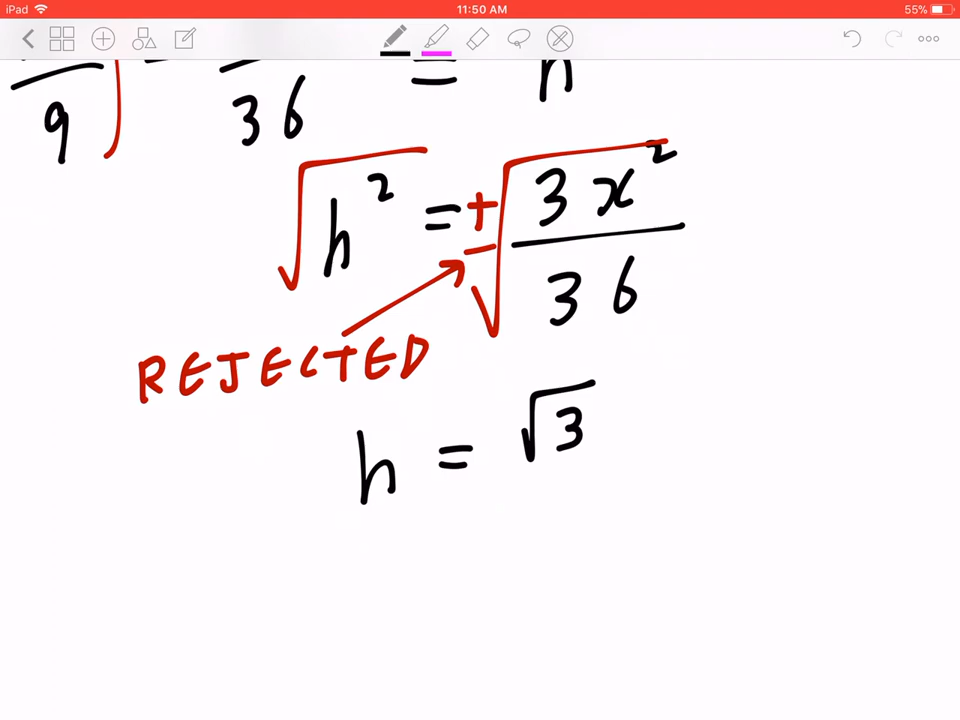 iPad 11:50 AM 55%
9 36 = h
√h² = ±√(3x²/36)
REJECTED
h = √3